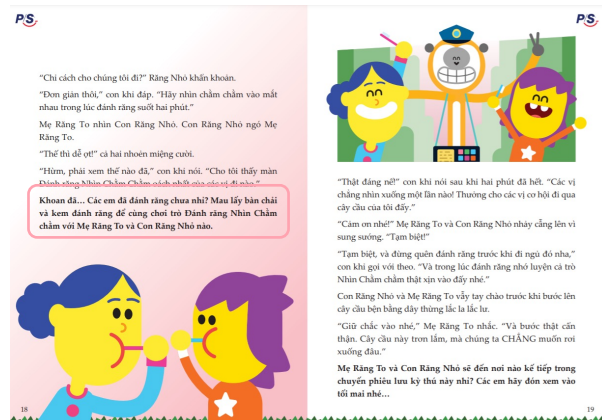 P/S
"Chỉ cách cho chúng tôi đi?" Răng Nhỏ khẩn khoản.
"Đơn giản thôi," con khỉ đáp. "Hãy nhìn chằm chằm vào mắt
nhau trong lúc đánh răng suốt hai phút."
Mẹ Răng To nhìn Con Răng Nhỏ. Con Răng Nhỏ ngó Mẹ
Răng To.
"Thế thì dễ ợt!" cả hai nhoẻn miệng cười.
"Hừm, phải xem thế nào đã," con khỉ nói. "Cho tôi thấy màn
Đánh răng Nhìn Chằm Chằm cách nhất của các vị đi nào."
Khoan đã... Các em đã đánh răng chưa nhỉ? Mau lấy bàn chải
và kem đánh răng để cùng chơi trò Đánh răng Nhìn Chằm
chằm với Mẹ Răng To và Con Răng Nhỏ nào.
18
P/S
"Thật đáng nể!" con khỉ nói sau khi hai phút đã hết. "Các vị
chẳng nhìn xuống một lần nào! Thưởng cho các vị cơ hội đi qua
cây cầu của tôi đấy."
"Cảm ơn nhé!" Mẹ Răng To và Con Răng Nhỏ nhảy cẫng lên vì
sung sướng. "Tạm biệt!"
"Tạm biệt, và đừng quên đánh răng trước khi đi ngủ đó nha,"
con khỉ gọi với theo. "Và trong lúc đánh răng nhớ luyện cả trò
Nhìn Chằm chằm thật xịn vào đấy nhé."
Con Răng Nhỏ và Mẹ Răng To vẫy tay chào trước khi bước lên
cây cầu bện bằng dây thừng lắc la lắc lư.
"Giữ chắc vào nhé," Mẹ Răng To nhắc. "Và bước thật cẩn
thận. Cây cầu này trơn lắm, mà chúng ta CHẲNG muốn rơi
xuống đâu."
Mẹ Răng To và Con Răng Nhỏ sẽ đến nơi nào kế tiếp trong
chuyến phiêu lưu kỳ thú này nhỉ? Các em hãy đón xem vào
tối mai nhé...
19